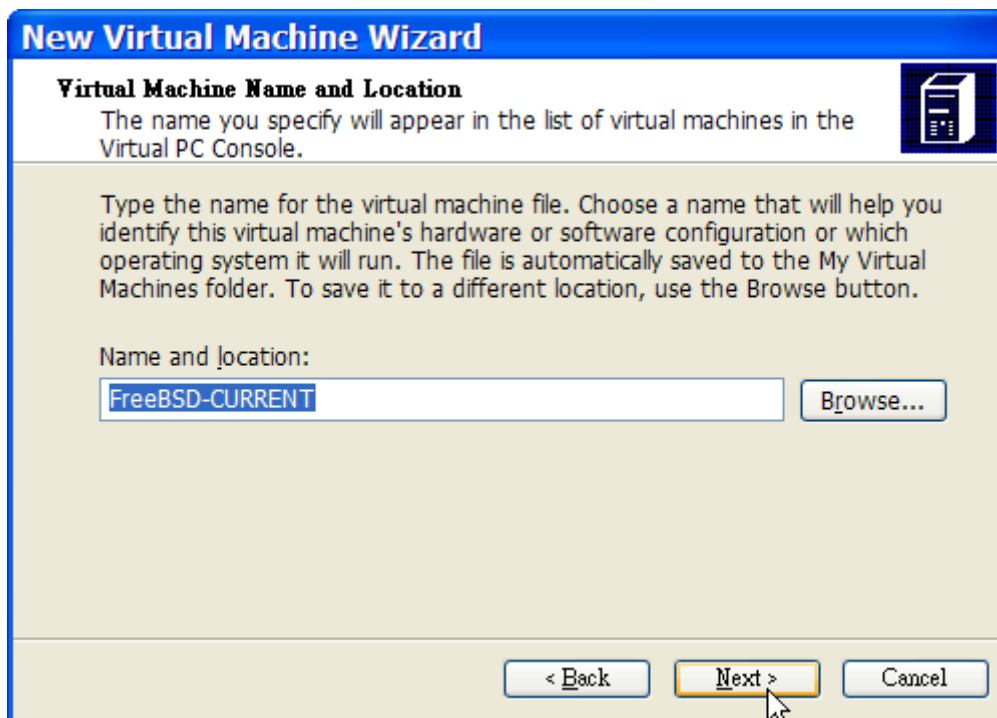 New Virtual Machine Wizard
Virtual Machine Name and Location
The name you specify will appear in the list of virtual machines in the
Virtual PC Console.
Type the name for the virtual machine file. Choose a name that will help you
identify this virtual machine's hardware or software configuration or which
operating system it will run. The file is automatically saved to the My Virtual
Machines folder. To save it to a different location, use the Browse button.
Name and location:
FreeBSD-CURRENT
Browse...
< Back
Next >
Cancel